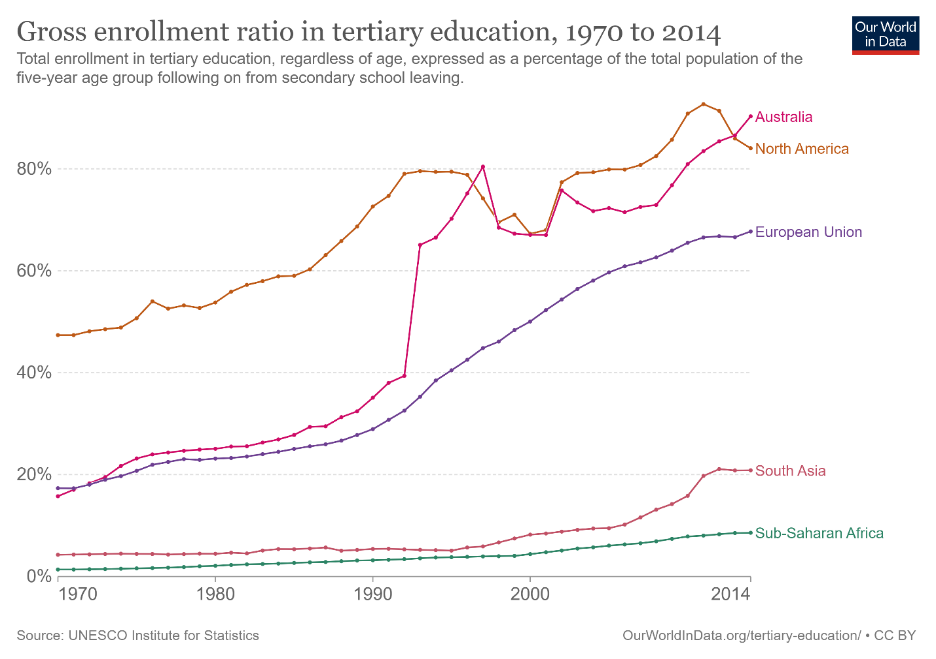 Gross enrollment ratio in tertiary education, 1970 to 2014
Our World
in Data
Total enrollment in tertiary education, regardless of age, expressed as a percentage of the total population of the
five-year age group following on from secondary school leaving.
80%
60%
40%
20%
0%
Australia
North America
European Union
South Asia
Sub-Saharan Africa
1970
1980
1990
2000
2014
Source: UNESCO Institute for Statistics
OurWorldInData.org/tertiary-education/ • CC BY